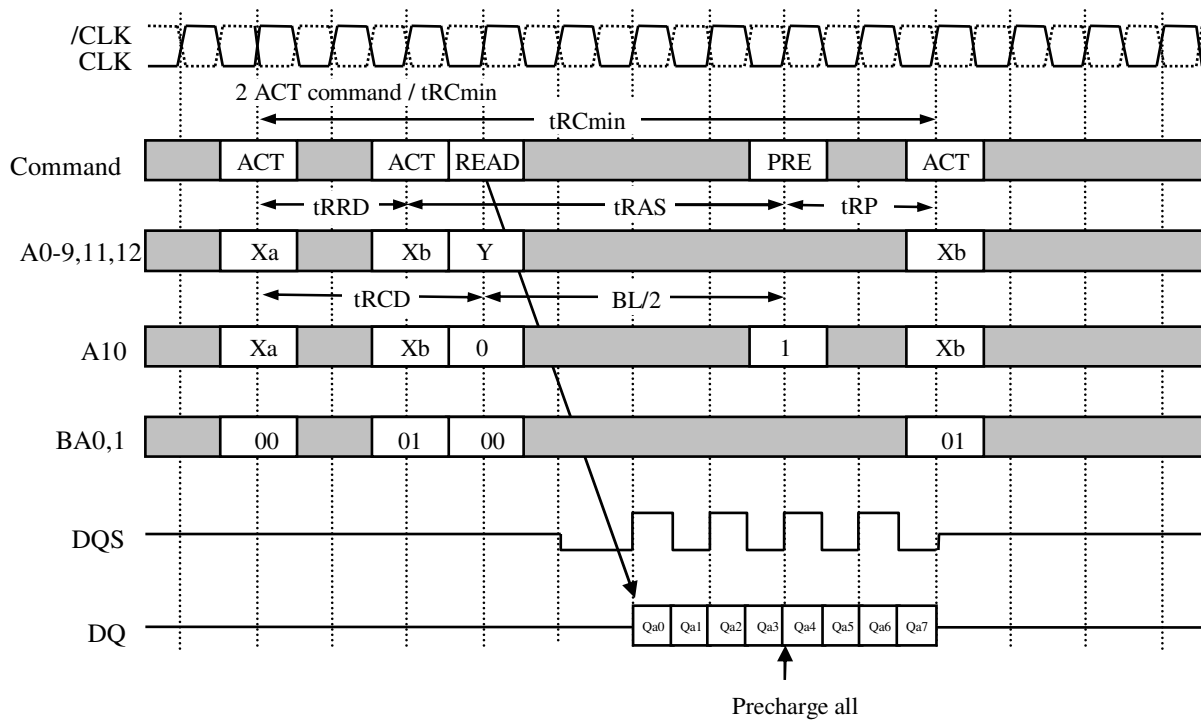 /CLK
CLK
2 ACT command / tRCmin
tRCmin
Command ACT ACT READ PRE ACT
tRRD tRAS tRP
A0-9,11,12 Xa Xb Y Xb
tRCD BL/2
A10 Xa Xb 0 1 Xb
BA0,1 00 01 00 01
DQS
DQ Qa0 Qa1 Qa2 Qa3 Qa4 Qa5 Qa6 Qa7
Precharge all